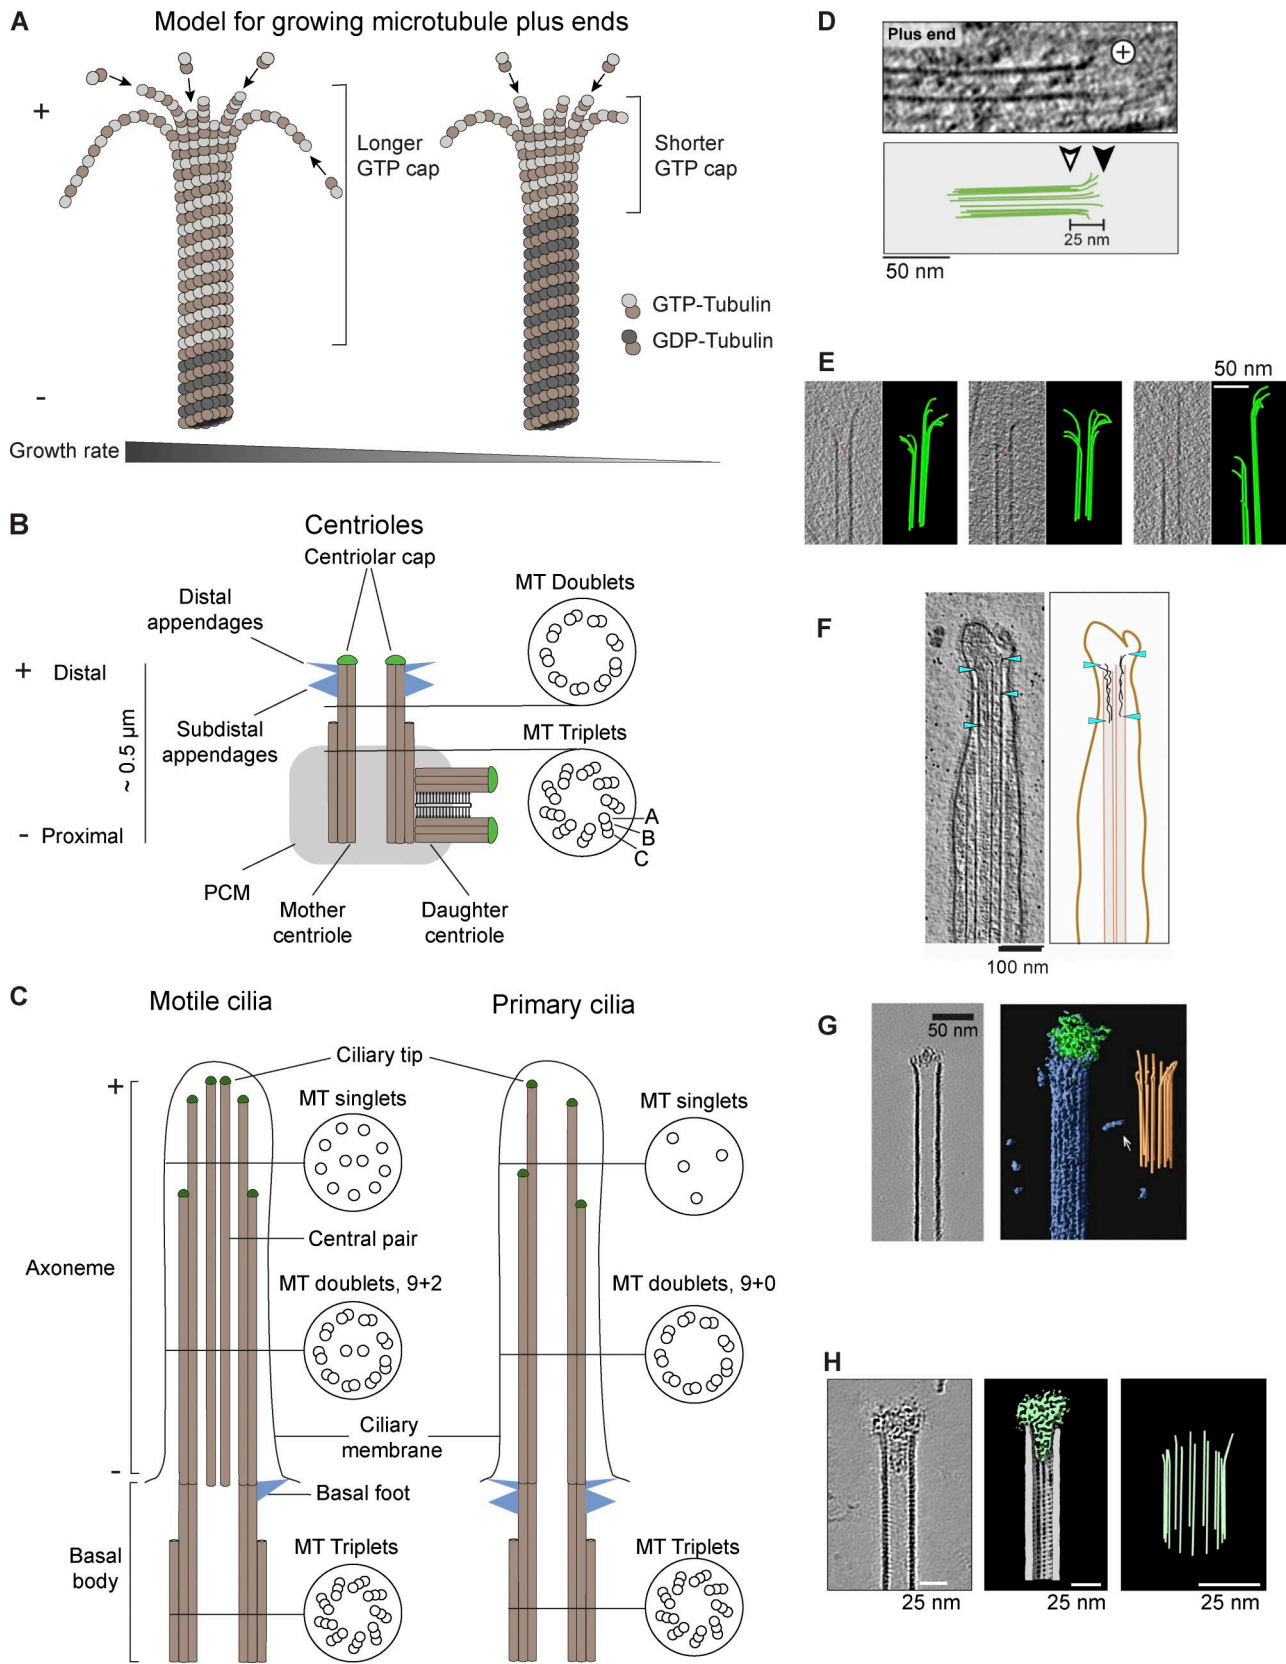 A
Model for growing microtubule plus ends
+
Longer
GTP cap
Shorter
GTP cap
GTP-Tubulin
GDP-Tubulin
-
Growth rate
B
Centrioles
Centriolar cap
Distal
appendages
MT Doublets
+ Distal
Subdistal
appendages
~ 0.5 µm
MT Triplets
A
B
C
- Proximal
PCM
Mother
centriole
Daughter
centriole
C
Motile cilia
Primary cilia
Ciliary tip
+
MT singlets
MT singlets
Central pair
Axoneme
MT doublets, 9+2
MT doublets, 9+0
Ciliary
membrane
-
Basal foot
Basal
body
MT Triplets
MT Triplets
D
Plus end
+
25 nm
50 nm
E
50 nm
F
100 nm
G
50 nm
H
25 nm
25 nm
25 nm